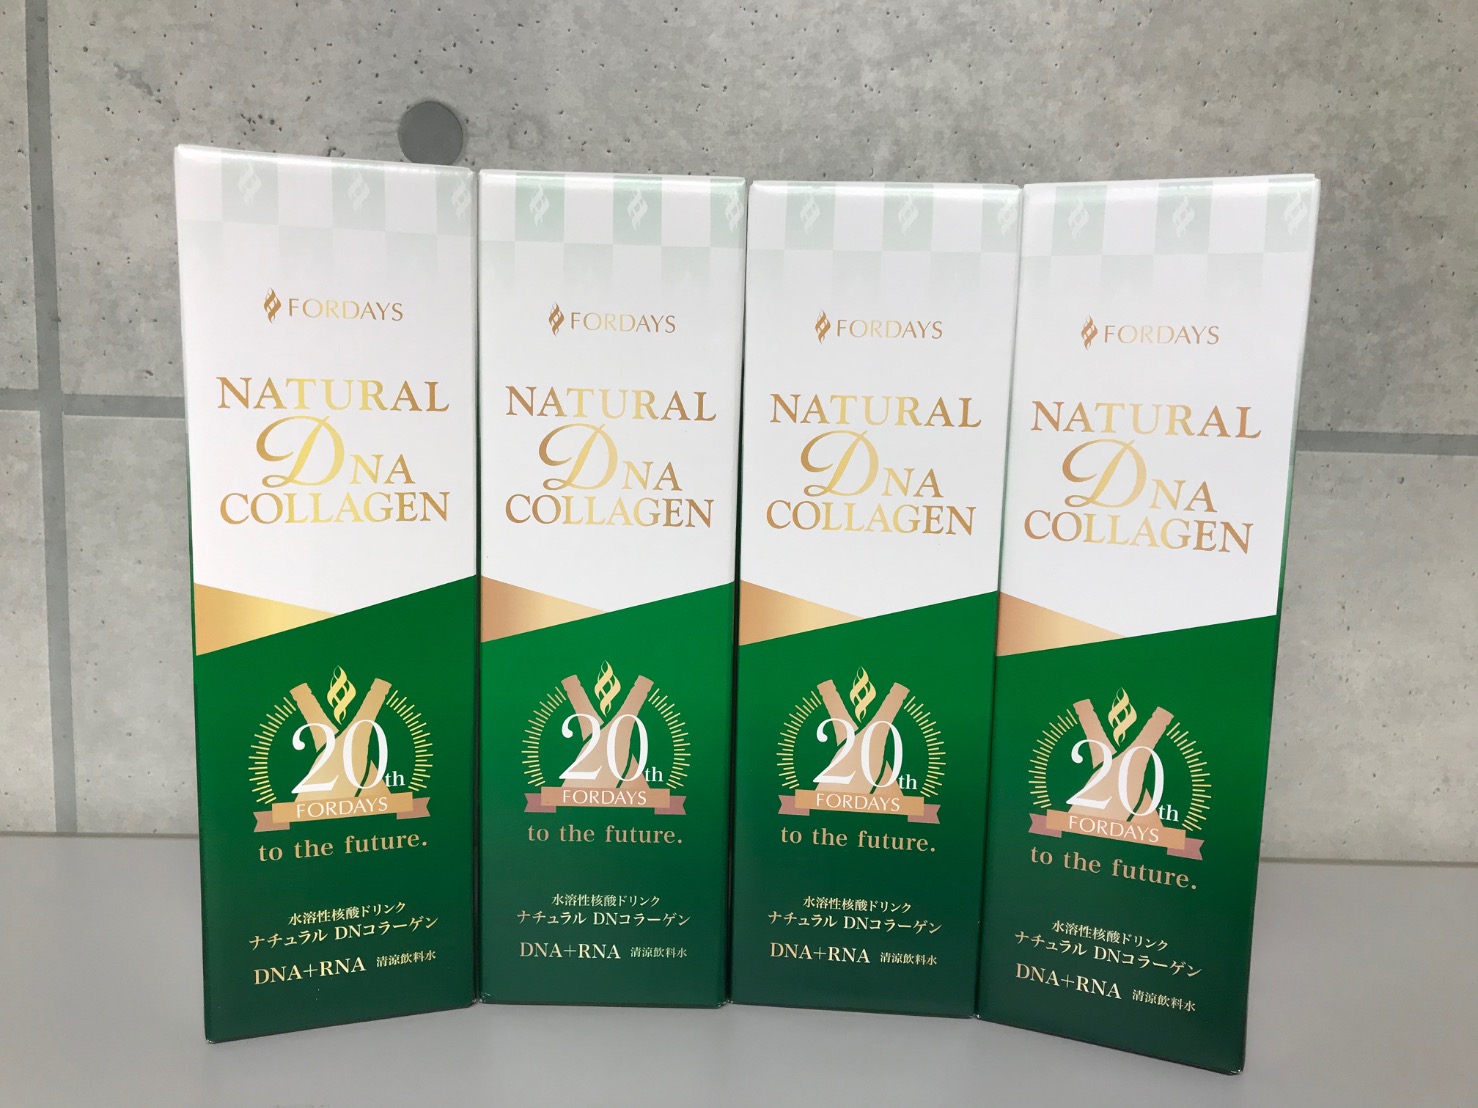 FORDAYS
NATURAL
DNA
COLLAGEN
20th
FORDAYS
to the future.
水溶性核酸ドリンク
ナチュラル DNコラーゲン
DNA+RNA 清涼飲料水
FORDAYS
NATURAL
DNA
COLLAGEN
20th
FORDAYS
to the future.
水溶性核酸ドリンク
ナチュラル DNコラーゲン
DNA+RNA 清涼飲料水
FORDAYS
NATURAL
DNA
COLLAGEN
20th
FORDAYS
to the future.
水溶性核酸ドリンク
ナチュラル DNコラーゲン
DNA+RNA 清涼飲料水
FORDAYS
NATURAL
DNA
COLLAGEN
20th
FORDAYS
to the future.
水溶性核酸ドリンク
ナチュラル DNコラーゲン
DNA+RNA 清涼飲料水